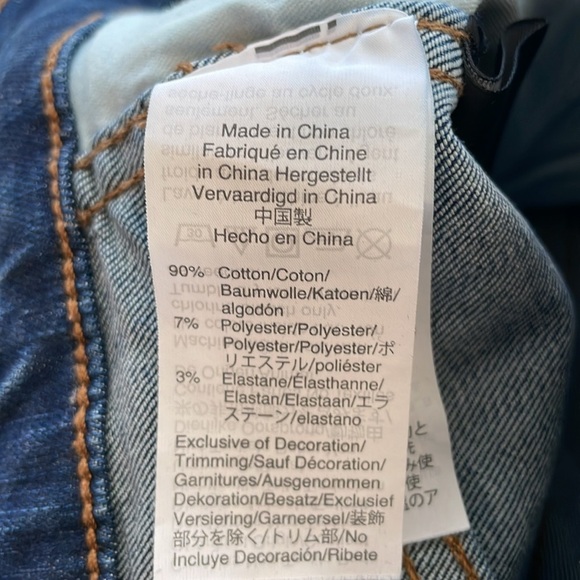 Made in China
Fabriqué en Chine
in China Hergestellt
Vervaardigd in China
中国製
Hecho en China
90% Cotton/Coton/
Baumwolle/Katoen/綿/
algodón
7% Polyester/Polyester/
Polyester/Polyester/ポ
リエステル/poliéster
3% Elastane/Élasthanne/
Elastan/Elastaan/エラ
ステーン/elastano
Exclusive of Decoration/
Trimming/Sauf Décoration/
Garnitures/Ausgenommen
Dekoration/Besatz/Exclusief
Versiering/Garneersel/装飾
部分を除く/トリム部/No
Incluye Decoración/Ribete